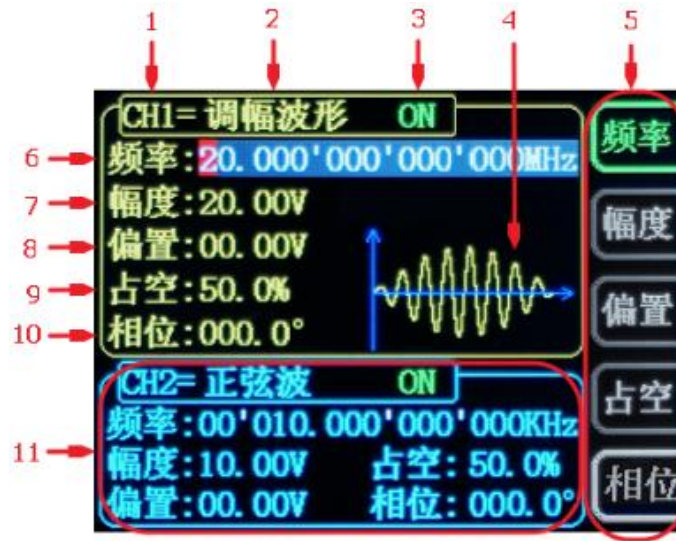 1 2 3 4 5
CH1=调幅波形 ON
6 频率:20.000'000'000'000MHz
7 幅度:20.00V
8 偏置:00.00V
9 占空:50.0%
10 相位:000.0°
频率
幅度
偏置
占空
相位
CH2=正弦波 ON
频率:00'010.000'000'000KHz
11 幅度:10.00V 占空:50.0%
偏置:00.00V 相位:000.0°